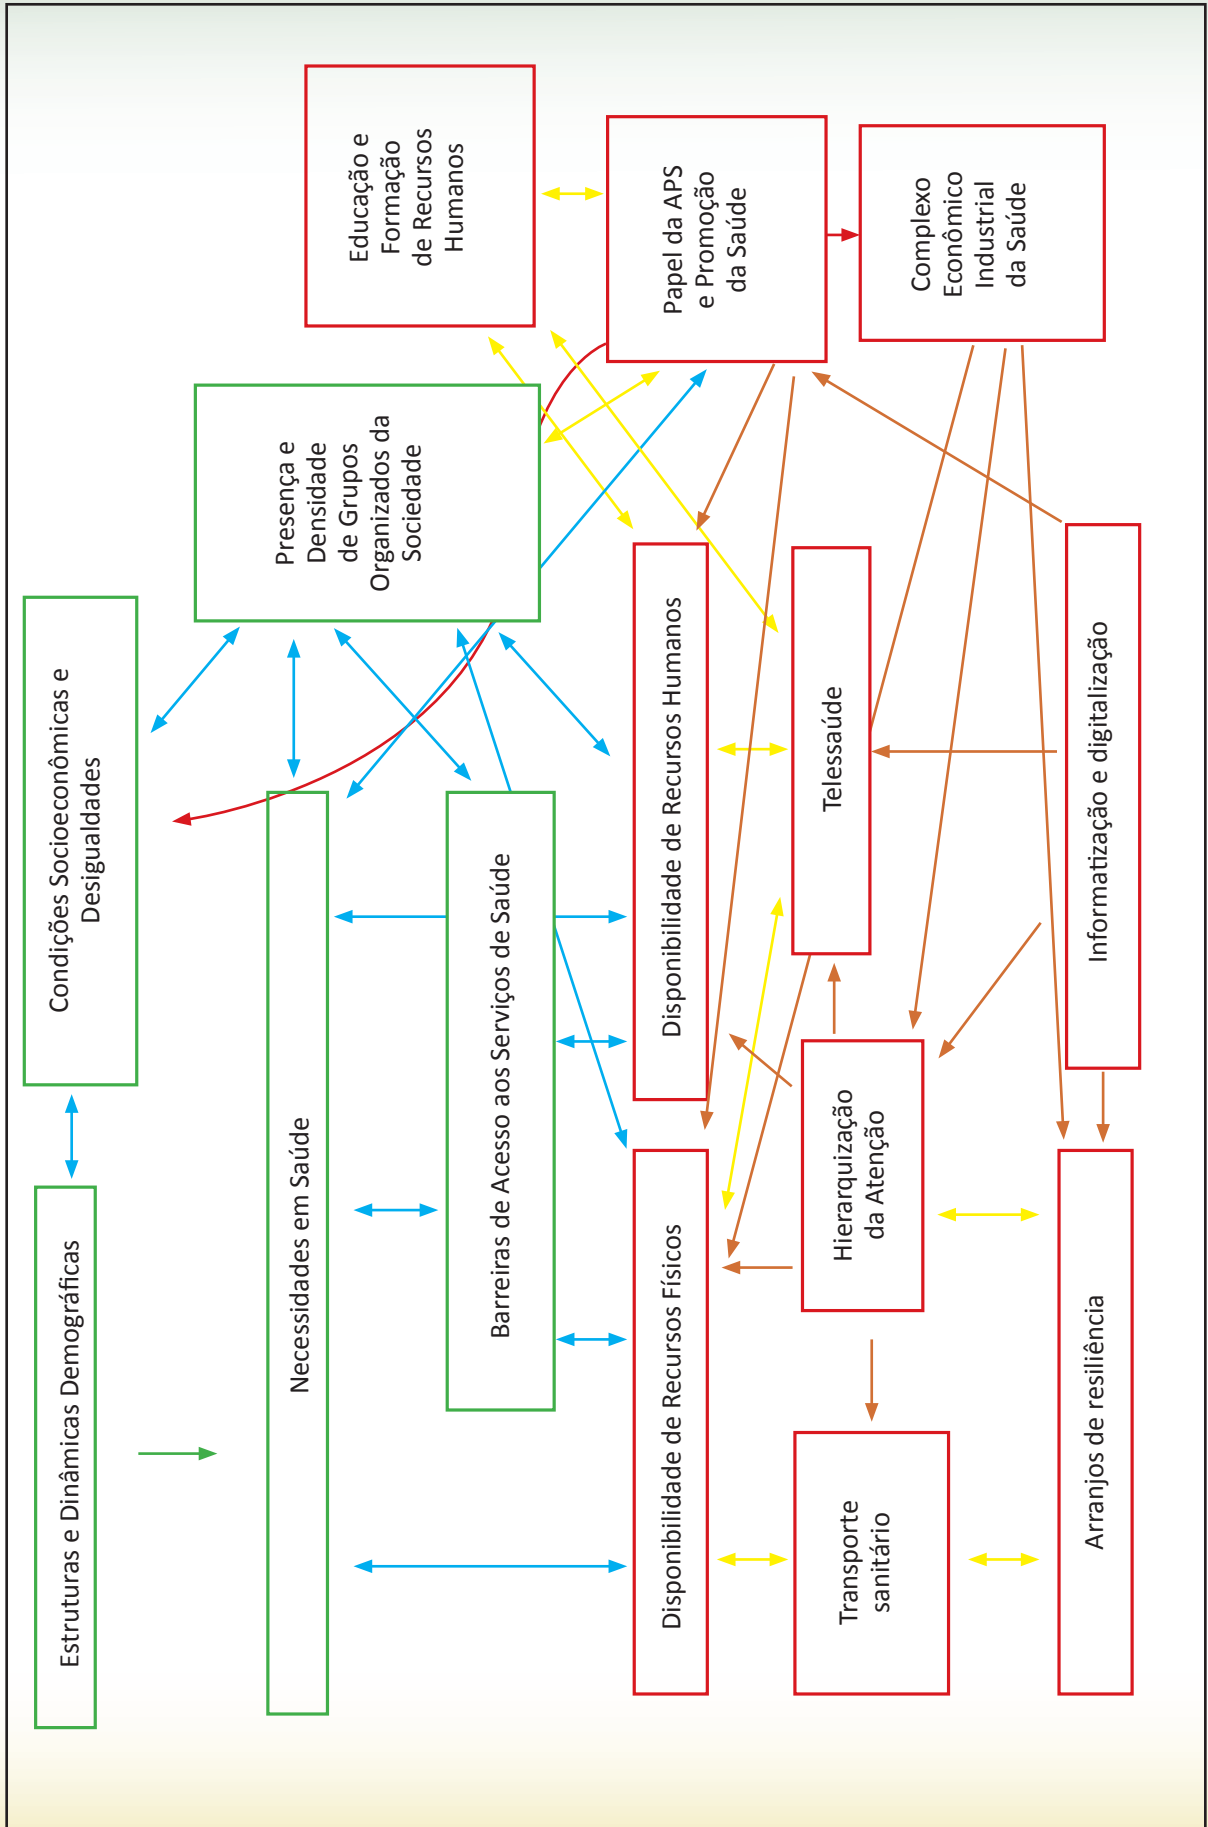 Estruturas e Dinâmicas Demográficas
Condições Socioeconômicas e
Desigualdades
Necessidades em Saúde
Presença e
Densidade
de Grupos
Organizados da
Sociedade
Educação e
Formação
de Recursos
Humanos
Barreiras de Acesso aos Serviços de Saúde
Disponibilidade de Recursos Físicos
Disponibilidade de Recursos Humanos
Papel da APS
e Promoção
da Saúde
Transporte
sanitário
Hierarquização
da Atenção
Telessaúde
Complexo
Econômico
Industrial
da Saúde
Arranjos de resiliência
Informatização e digitalização